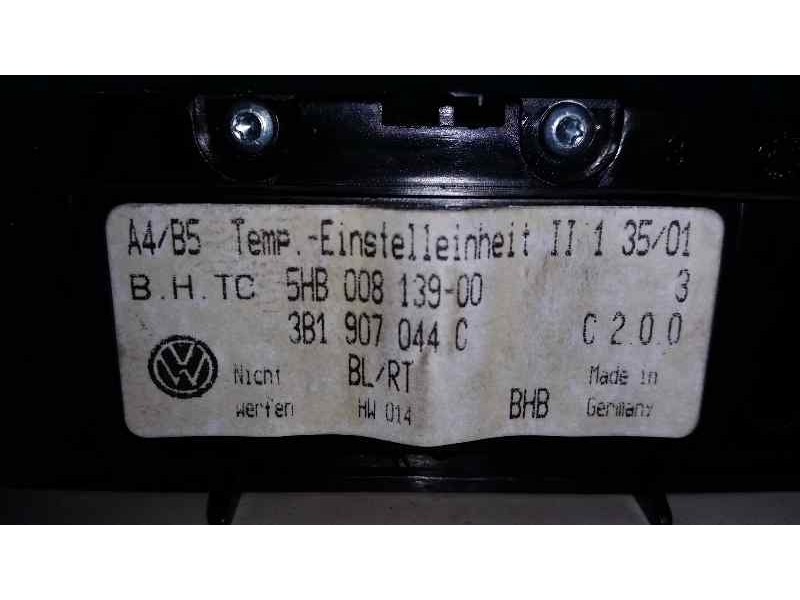 A4/B5 Temp.-Einstelleinheit II 1 35/01
B.H.TC 5HB 008 139-00 3
3B1 907 044 C C 2.0.0
VW
Nicht BL/RT Made in
werfen HW 014 BHB Germany